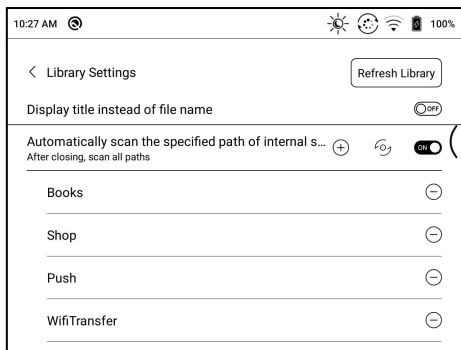 10:27 AM 100%
Library Settings Refresh Library
Display title instead of file name OFF
Automatically scan the specified path of internal s... ON
After closing, scan all paths
Books
Shop
Push
WifiTransfer